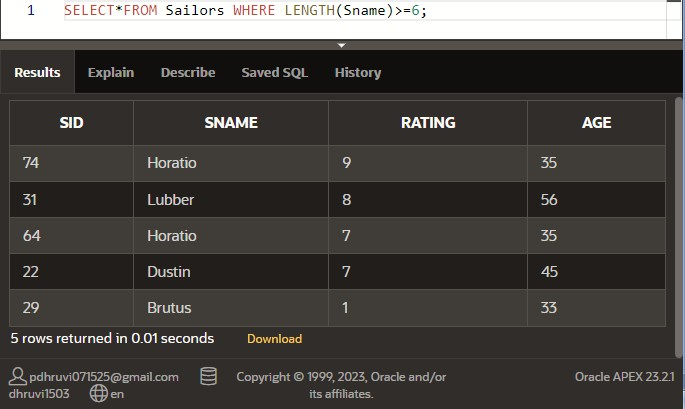 1 SELECT*FROM Sailors WHERE LENGTH(Sname)>=6;
Results Explain Describe Saved SQL History
SID SNAME RATING AGE
74 Horatio 9 35
31 Lubber 8 56
64 Horatio 7 35
22 Dustin 7 45
29 Brutus 1 33
5 rows returned in 0.01 seconds Download
pdhruvi071525@gmail.com Copyright © 1999, 2023, Oracle and/or Oracle APEX 23.2.1
dhruvi1503 en its affiliates.